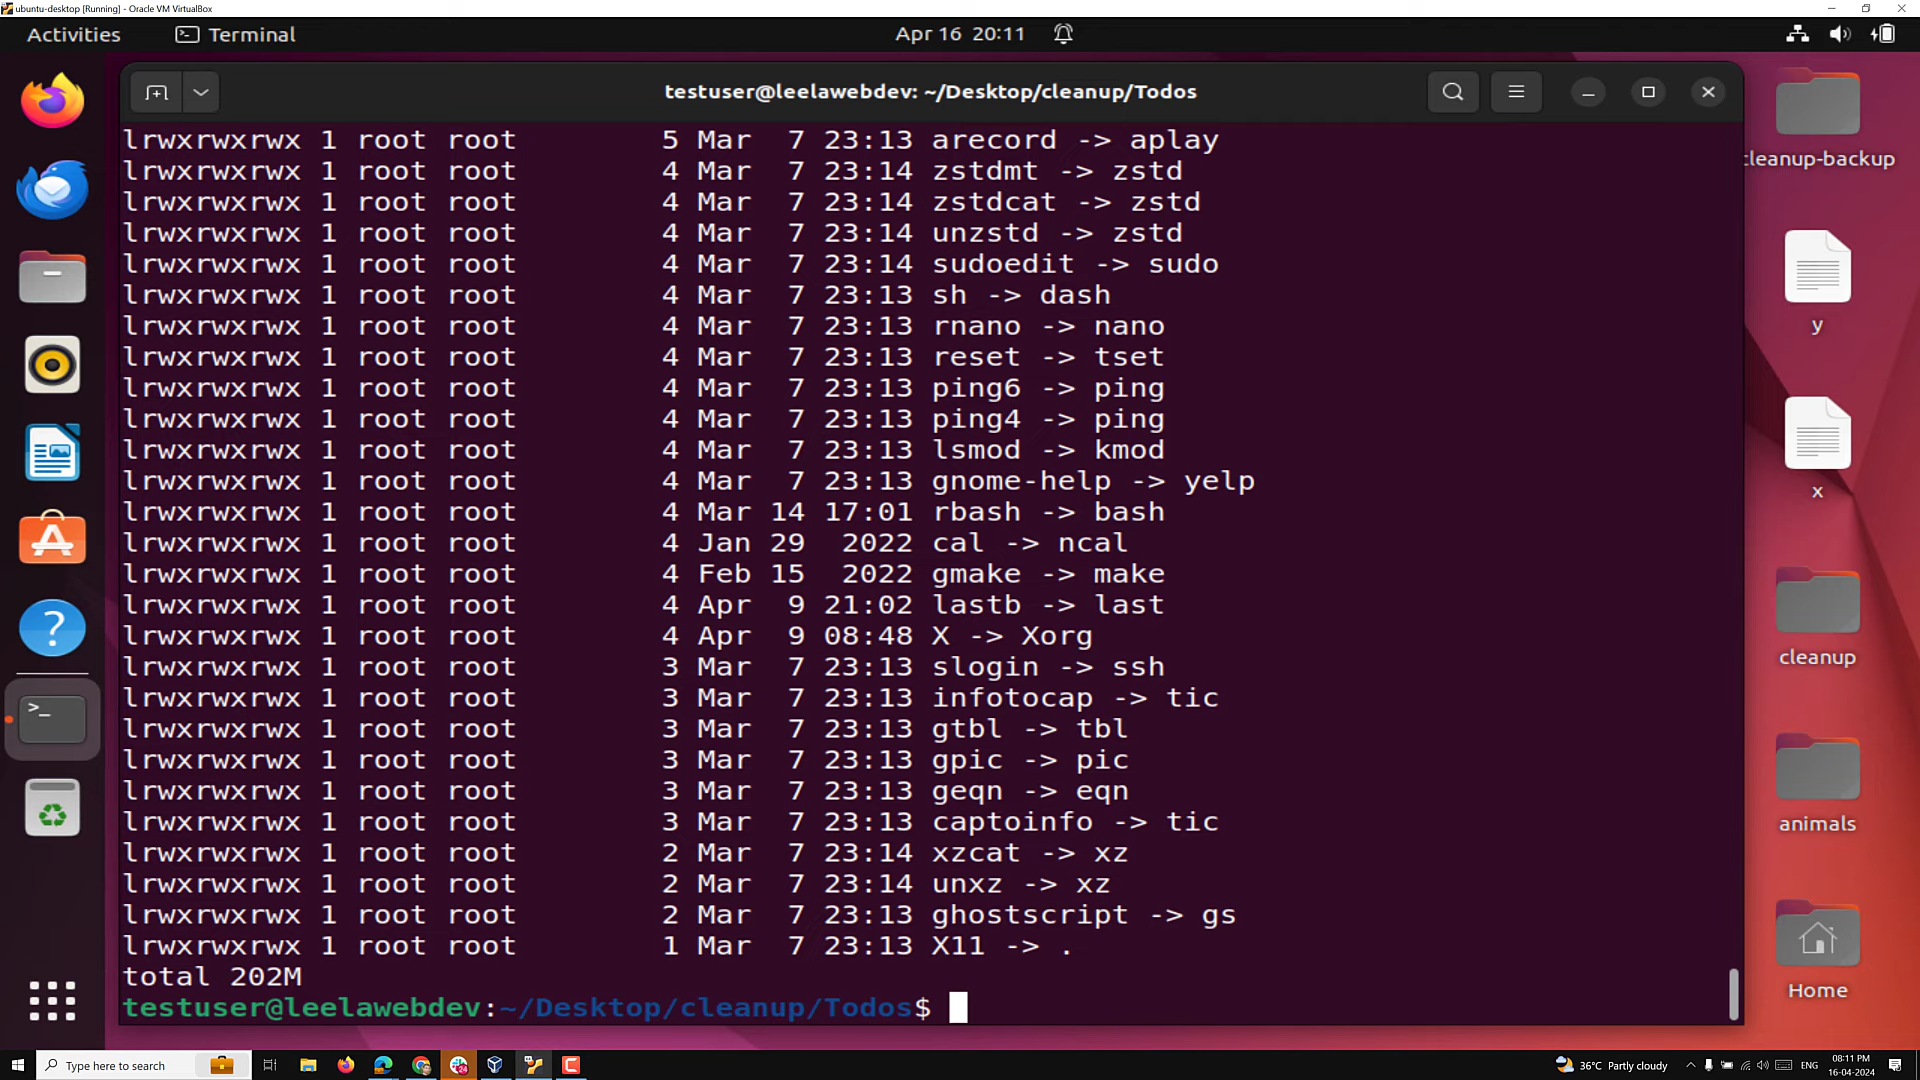 ubuntu-desktop [Running] - Oracle VM VirtualBox
Activities Terminal Apr 16 20:11
testuser@leelawebdev: ~/Desktop/cleanup/Todos
lrwxrwxrwx 1 root root 5 Mar 7 23:13 arecord -> aplay
lrwxrwxrwx 1 root root 4 Mar 7 23:14 zstdmt -> zstd
lrwxrwxrwx 1 root root 4 Mar 7 23:14 zstdcat -> zstd
lrwxrwxrwx 1 root root 4 Mar 7 23:14 unzstd -> zstd
lrwxrwxrwx 1 root root 4 Mar 7 23:14 sudoedit -> sudo
lrwxrwxrwx 1 root root 4 Mar 7 23:13 sh -> dash
lrwxrwxrwx 1 root root 4 Mar 7 23:13 rnano -> nano
lrwxrwxrwx 1 root root 4 Mar 7 23:13 reset -> tset
lrwxrwxrwx 1 root root 4 Mar 7 23:13 ping6 -> ping
lrwxrwxrwx 1 root root 4 Mar 7 23:13 ping4 -> ping
lrwxrwxrwx 1 root root 4 Mar 7 23:13 lsmod -> kmod
lrwxrwxrwx 1 root root 4 Mar 7 23:13 gnome-help -> yelp
lrwxrwxrwx 1 root root 4 Mar 14 17:01 rbash -> bash
lrwxrwxrwx 1 root root 4 Jan 29 2022 cal -> ncal
lrwxrwxrwx 1 root root 4 Feb 15 2022 gmake -> make
lrwxrwxrwx 1 root root 4 Apr 9 21:02 lastb -> last
lrwxrwxrwx 1 root root 4 Apr 9 08:48 X -> Xorg
lrwxrwxrwx 1 root root 3 Mar 7 23:13 slogin -> ssh
lrwxrwxrwx 1 root root 3 Mar 7 23:13 infotocap -> tic
lrwxrwxrwx 1 root root 3 Mar 7 23:13 gtbl -> tbl
lrwxrwxrwx 1 root root 3 Mar 7 23:13 gpic -> pic
lrwxrwxrwx 1 root root 3 Mar 7 23:13 geqn -> eqn
lrwxrwxrwx 1 root root 3 Mar 7 23:13 captoinfo -> tic
lrwxrwxrwx 1 root root 2 Mar 7 23:14 xzcat -> xz
lrwxrwxrwx 1 root root 2 Mar 7 23:14 unxz -> xz
lrwxrwxrwx 1 root root 2 Mar 7 23:13 ghostscript -> gs
lrwxrwxrwx 1 root root 1 Mar 7 23:13 X11 -> .
total 202M
testuser@leelawebdev:~/Desktop/cleanup/Todos$
cleanup-backup
y
x
cleanup
animals
Home
Type here to search
24
36°C Partly cloudy
ENG
08:11 PM
16-04-2024